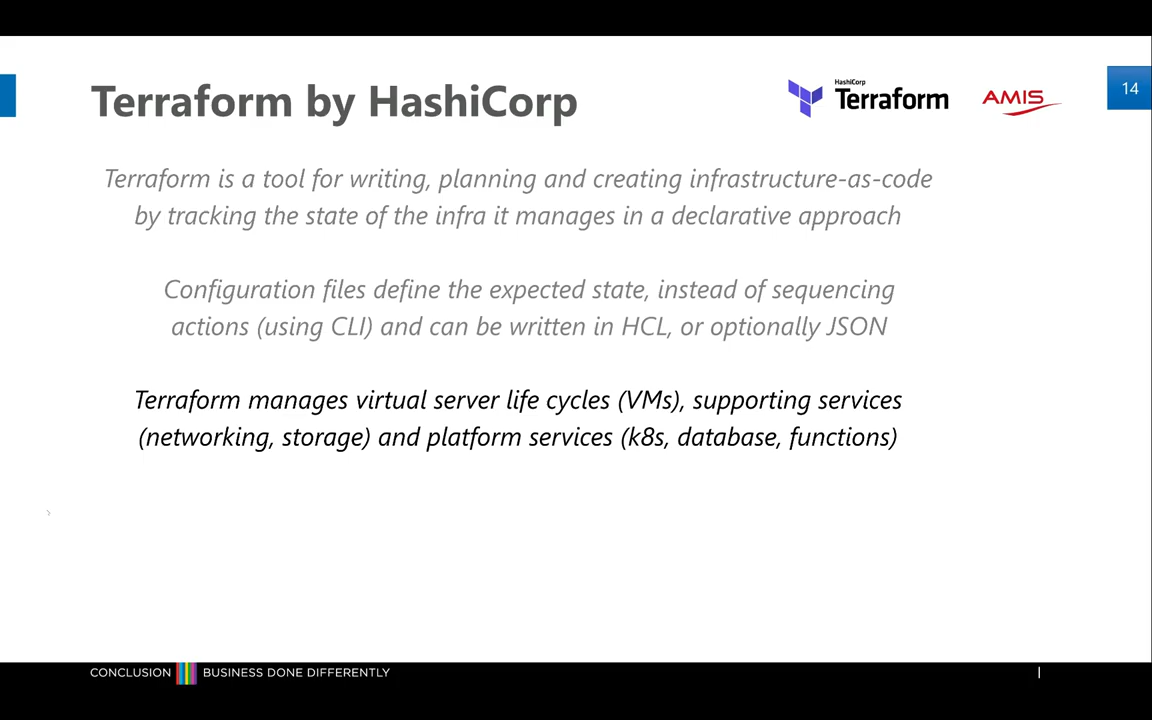 Terraform by HashiCorp
HashiCorp
Terraform
AMIS
14
Terraform is a tool for writing, planning and creating infrastructure-as-code
by tracking the state of the infra it manages in a declarative approach
Configuration files define the expected state, instead of sequencing
actions (using CLI) and can be written in HCL, or optionally JSON
Terraform manages virtual server life cycles (VMs), supporting services
(networking, storage) and platform services (k8s, database, functions)
CONCLUSION BUSINESS DONE DIFFERENTLY